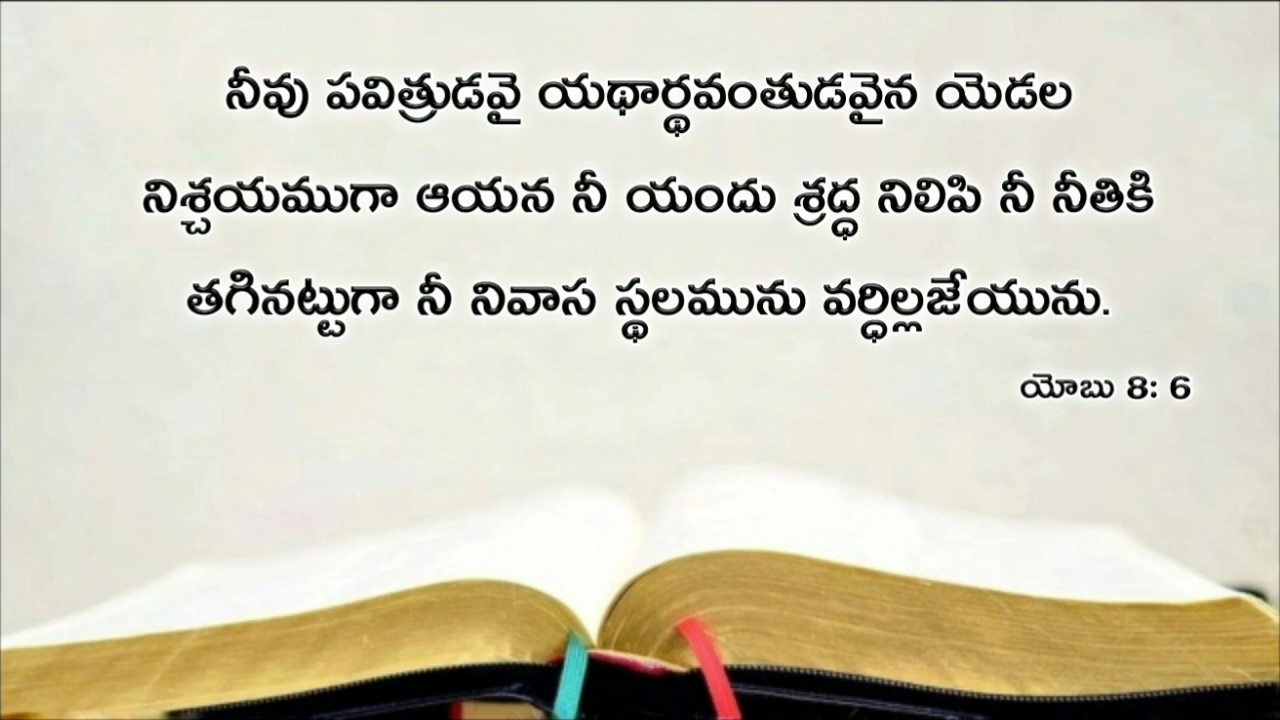 నీవు పవిత్రుడవై యథార్థవంతుడవైన యెడల
నిశ్చయముగా ఆయన నీ యందు శ్రద్ధ నిలిపి నీ నీతికి
తగినట్టుగా నీ నివాస స్థలమును వర్ధిల్లజేయును.
యోబు 8: 6